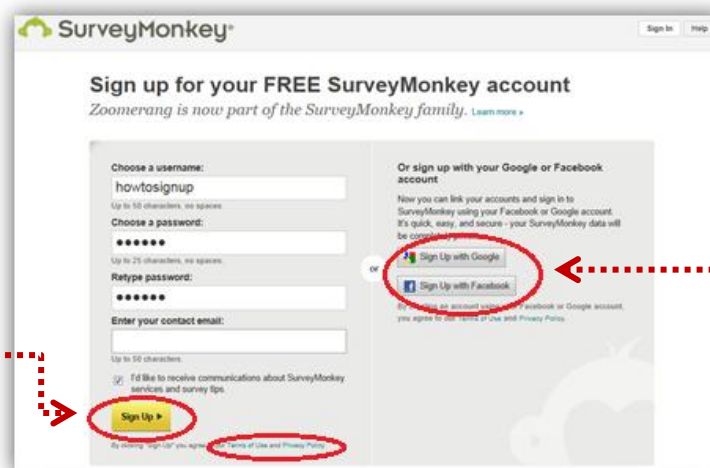 SurveyMonkey®
Sign In Help
Sign up for your FREE SurveyMonkey account
Zoomerang is now part of the SurveyMonkey family. Learn more »
Choose a username:
howtosignup
Up to 50 characters, no spaces.
Choose a password:
●●●●●●
Up to 25 characters, no spaces.
Retype password:
●●●●●●
Enter your contact email:
Up to 50 characters.
I'd like to receive communications about SurveyMonkey
services and survey tips.
Sign Up
By clicking "Sign Up" you agree Terms of Use and Privacy Policy.
or
Or sign up with your Google or Facebook
account
Now you can link your accounts and sign in to
SurveyMonkey using your Facebook or Google account.
It's quick, easy, and secure - your SurveyMonkey data will
be
Sign Up with Google
Sign Up with Facebook
By an account using Facebook or Google account,
you agree to our Terms of Use and Privacy Policy.